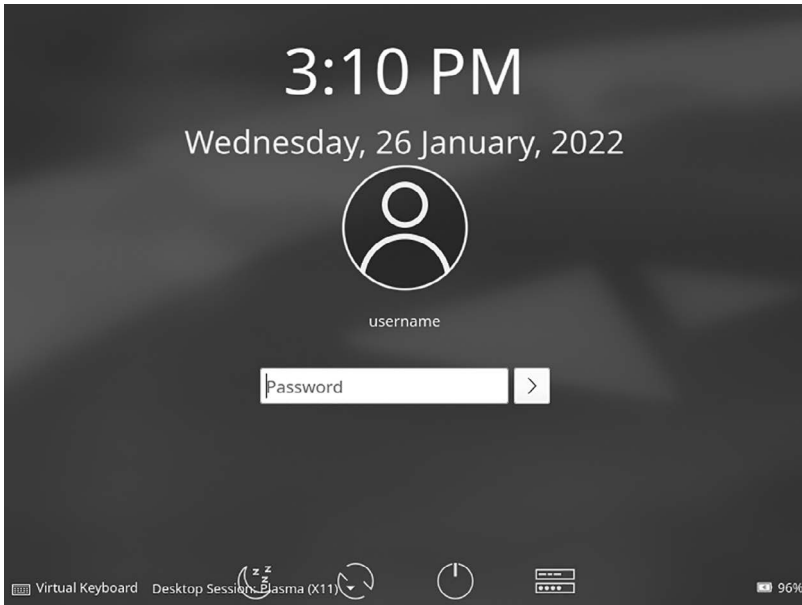 3:10 PM
Wednesday, 26 January, 2022
username
Password
Virtual Keyboard Desktop Session: Plasma (X11) 96%